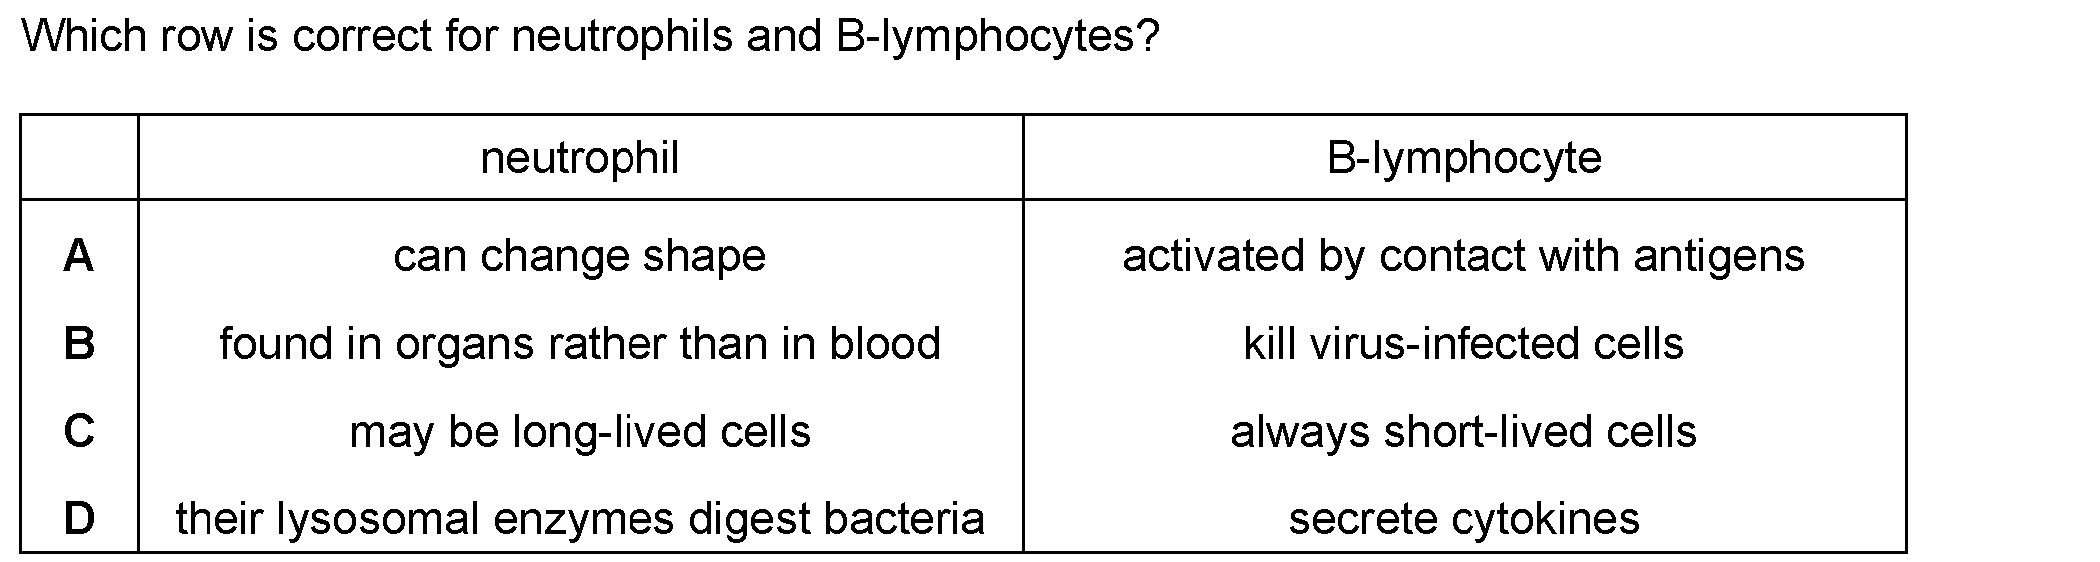 Which row is correct for neutrophils and B-lymphocytes?
neutrophil B-lymphocyte
A can change shape activated by contact with antigens
B found in organs rather than in blood kill virus-infected cells
C may be long-lived cells always short-lived cells
D their lysosomal enzymes digest bacteria secrete cytokines